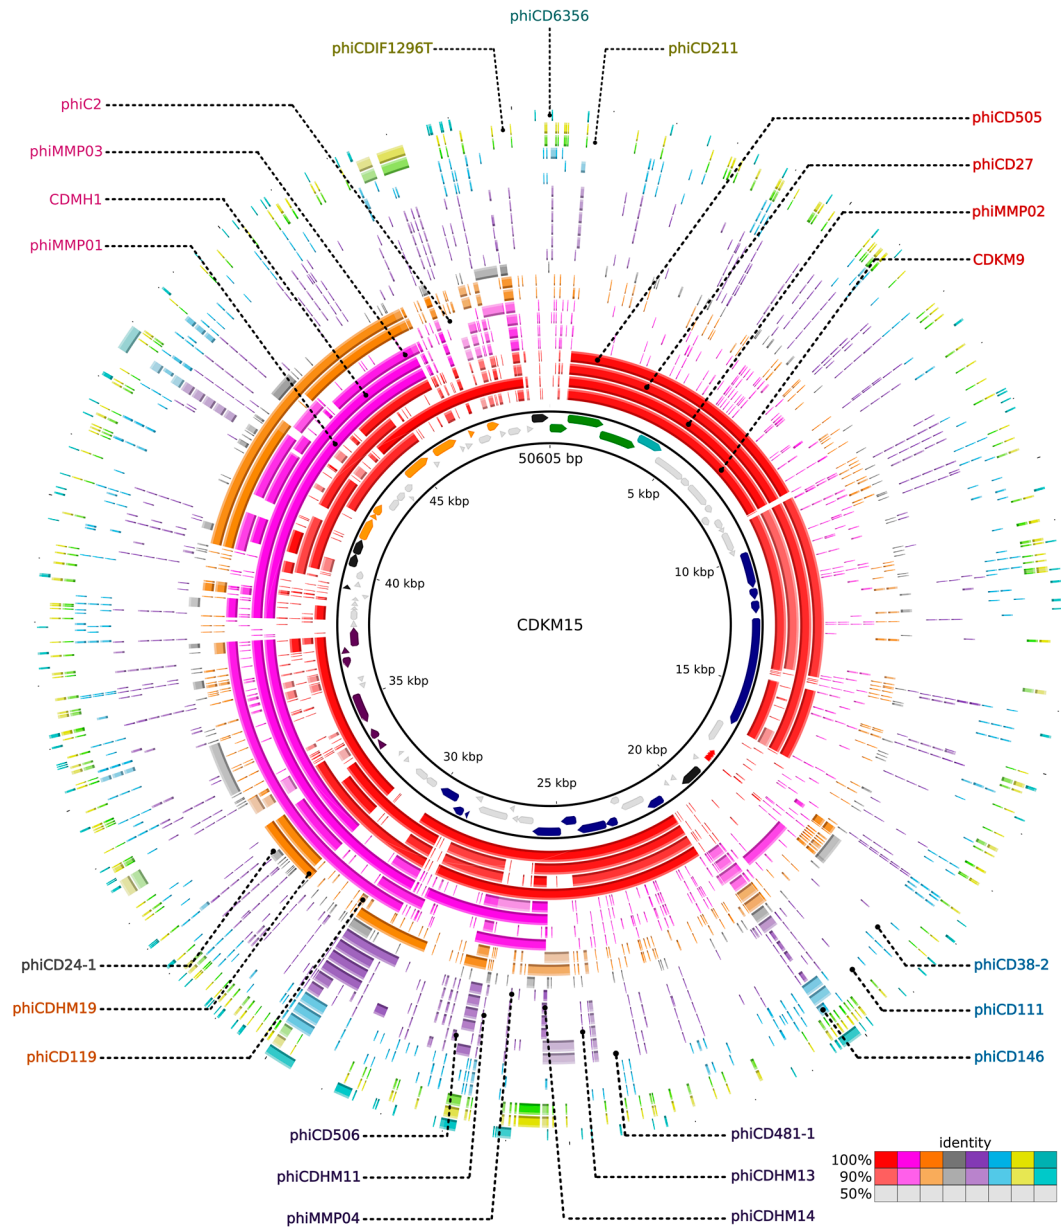 phiCD6356
phiCDIF1296T
phiCD211
phiC2
phiCD505
phiMMP03
phiCD27
CDMH1
phiMMP02
phiMMP01
CDKM9
50605 bp
45 kbp
5 kbp
40 kbp
10 kbp
CDKM15
35 kbp
15 kbp
30 kbp
20 kbp
25 kbp
phiCD24-1
phiCD38-2
phiCDHM19
phiCD111
phiCD119
phiCD146
phiCD506
phiCD481-1
phiCDHM11
phiCDHM13
phiMMP04
phiCDHM14
identity
100%
90%
50%